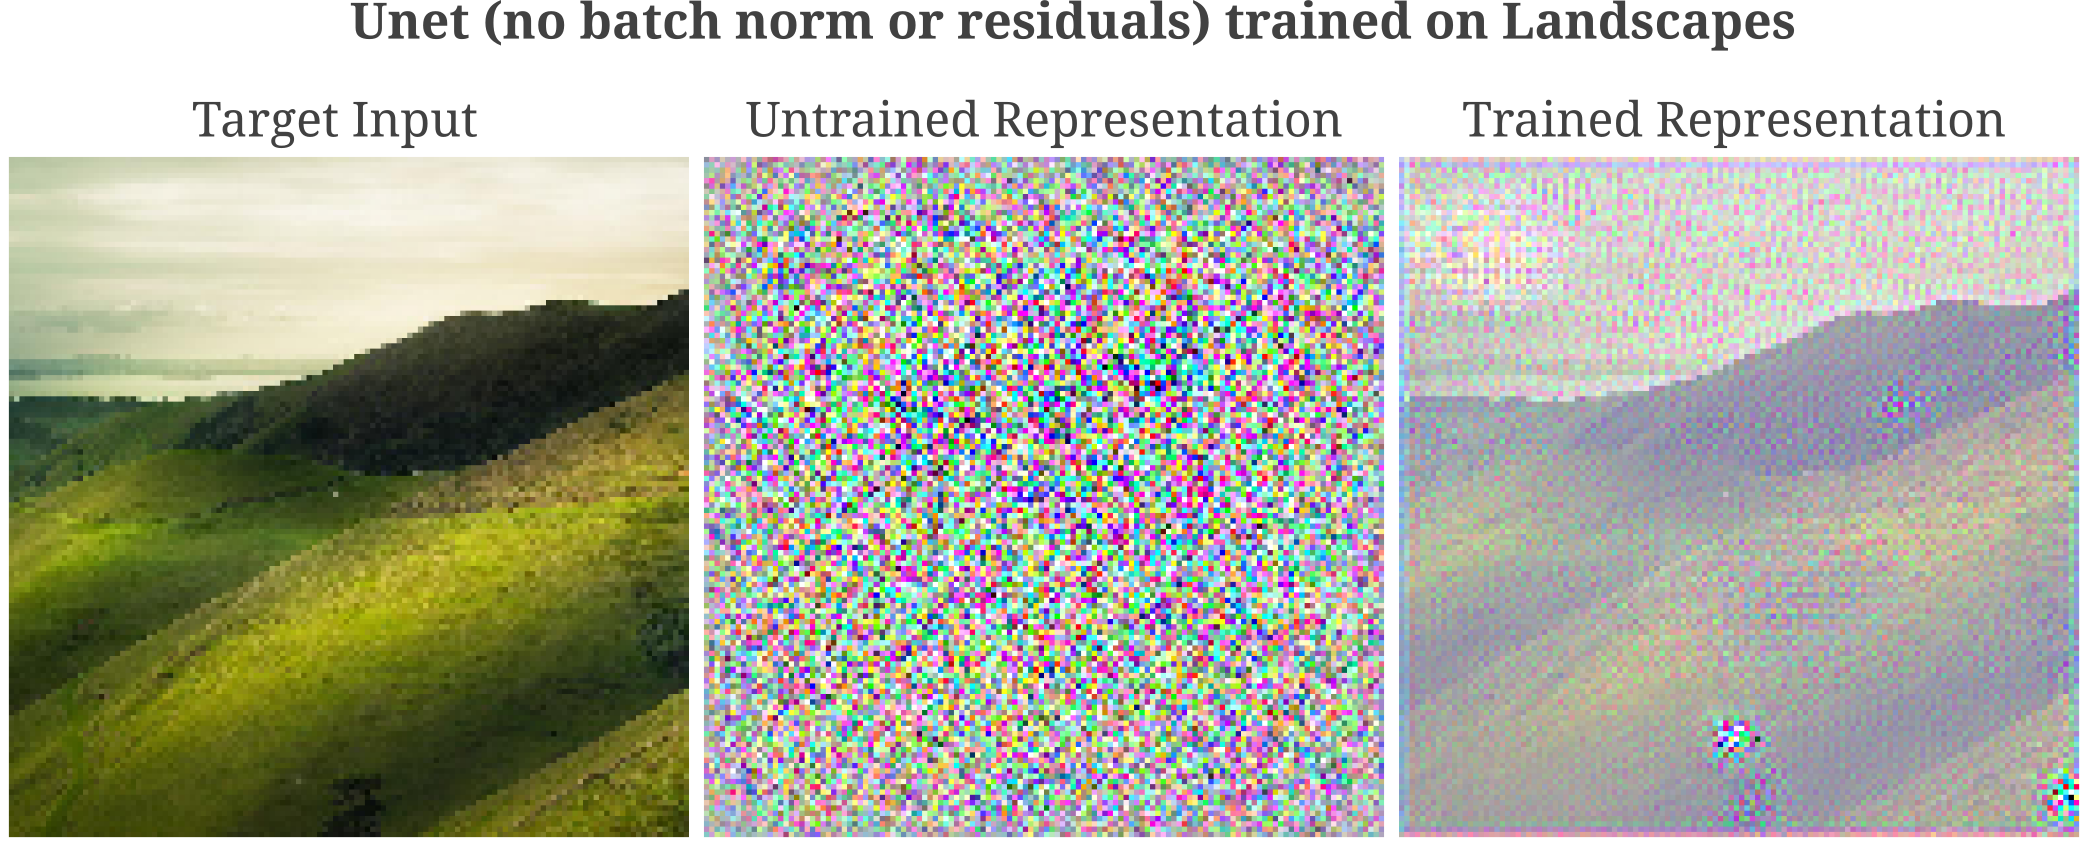 Unet (no batch norm or residuals) trained on Landscapes
Target Input
Untrained Representation
Trained Representation